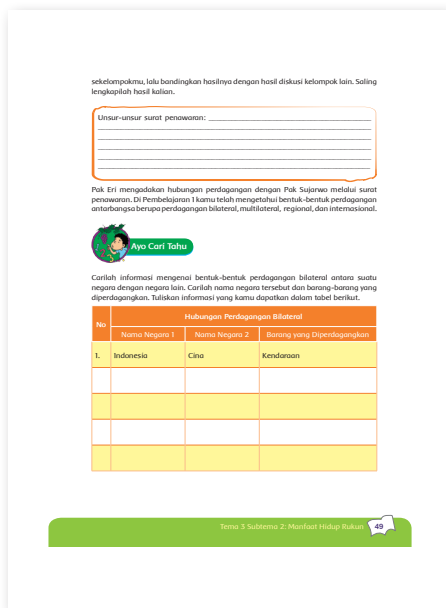 sekelompokmu, lalu bandingkan hasilnya dengan hasil diskusi kelompok lain. Saling
lengkapilah hasil kalian.
Unsur-unsur surat penawaran:
Pak Eri mengadakan hubungan perdagangan dengan Pak Sujarwo melalui surat
penawaran. Di Pembelajaran 1 kamu telah mengetahui bentuk-bentuk perdagangan
antarbangsa berupa perdagangan bilateral, multilateral, regional, dan internasional.
Ayo Cari Tahu
Carilah informasi mengenai bentuk-bentuk perdagangan bilateral antara suatu
negara dengan negara lain. Carilah nama negara tersebut dan barang-barang yang
diperdagangkan. Tuliskan informasi yang kamu dapatkan dalam tabel berikut.
No
Hubungan Perdagangan Bilateral
Nama Negara 1 Nama Negara 2 Barang yang Diperdagangkan
1. Indonesia Cina Kendaraan
Tema 3 Subtema 2: Manfaat Hidup Rukun 49